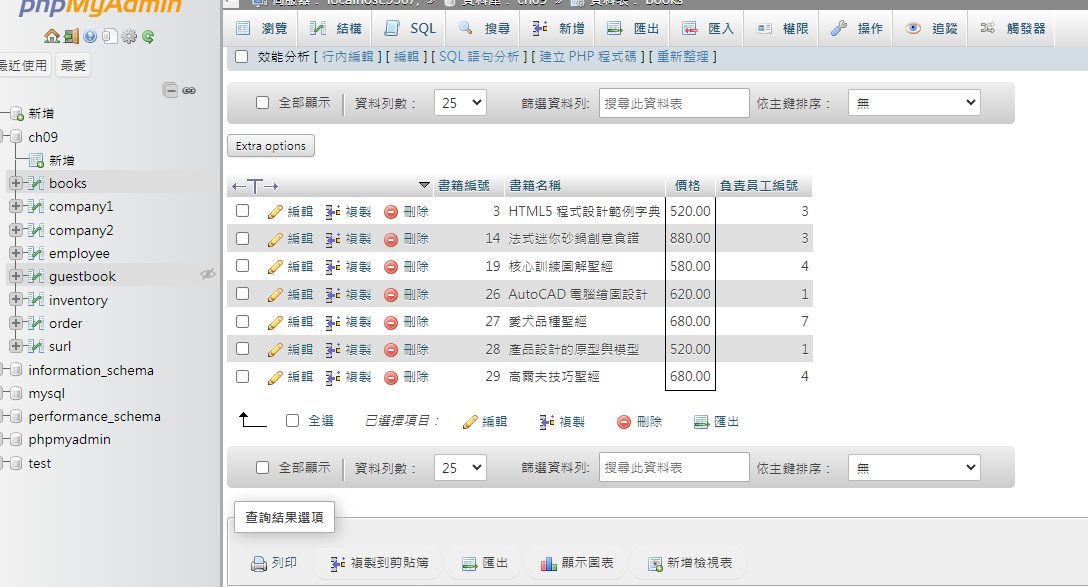 phpMyAdmin
最近使用 最愛
新增
ch09
新增
books
company1
company2
employee
guestbook
inventory
order
surl
information_schema
mysql
performance_schema
phpmyadmin
test
瀏覽 結構 SQL 搜尋 新增 匯出 匯入 權限 操作 追蹤 觸發器
效能分析 [ 行內編輯 ] [ 編輯 ] [ SQL 語句分析 ] [ 建立 PHP 程式碼 ] [ 重新整理 ]
全部顯示 資料列數： 25 篩選資料列: 搜尋此資料表 依主鍵排序： 無
Extra options
←T→ 書籍編號 書籍名稱 價格 負責員工編號
編輯 複製 刪除 3 HTML5 程式設計範例字典 520.00 3
編輯 複製 刪除 14 法式迷你砂鍋創意食譜 880.00 3
編輯 複製 刪除 19 核心訓練圖解聖經 580.00 4
編輯 複製 刪除 26 AutoCAD 電腦繪圖設計 620.00 1
編輯 複製 刪除 27 愛犬品種聖經 680.00 7
編輯 複製 刪除 28 產品設計的原型與模型 520.00 1
編輯 複製 刪除 29 高爾夫技巧聖經 680.00 4
全選 已選擇項目： 編輯 複製 刪除 匯出
全部顯示 資料列數： 25 篩選資料列: 搜尋此資料表 依主鍵排序： 無
查詢結果選項
列印 複製到剪貼簿 匯出 顯示圖表 新增檢視表